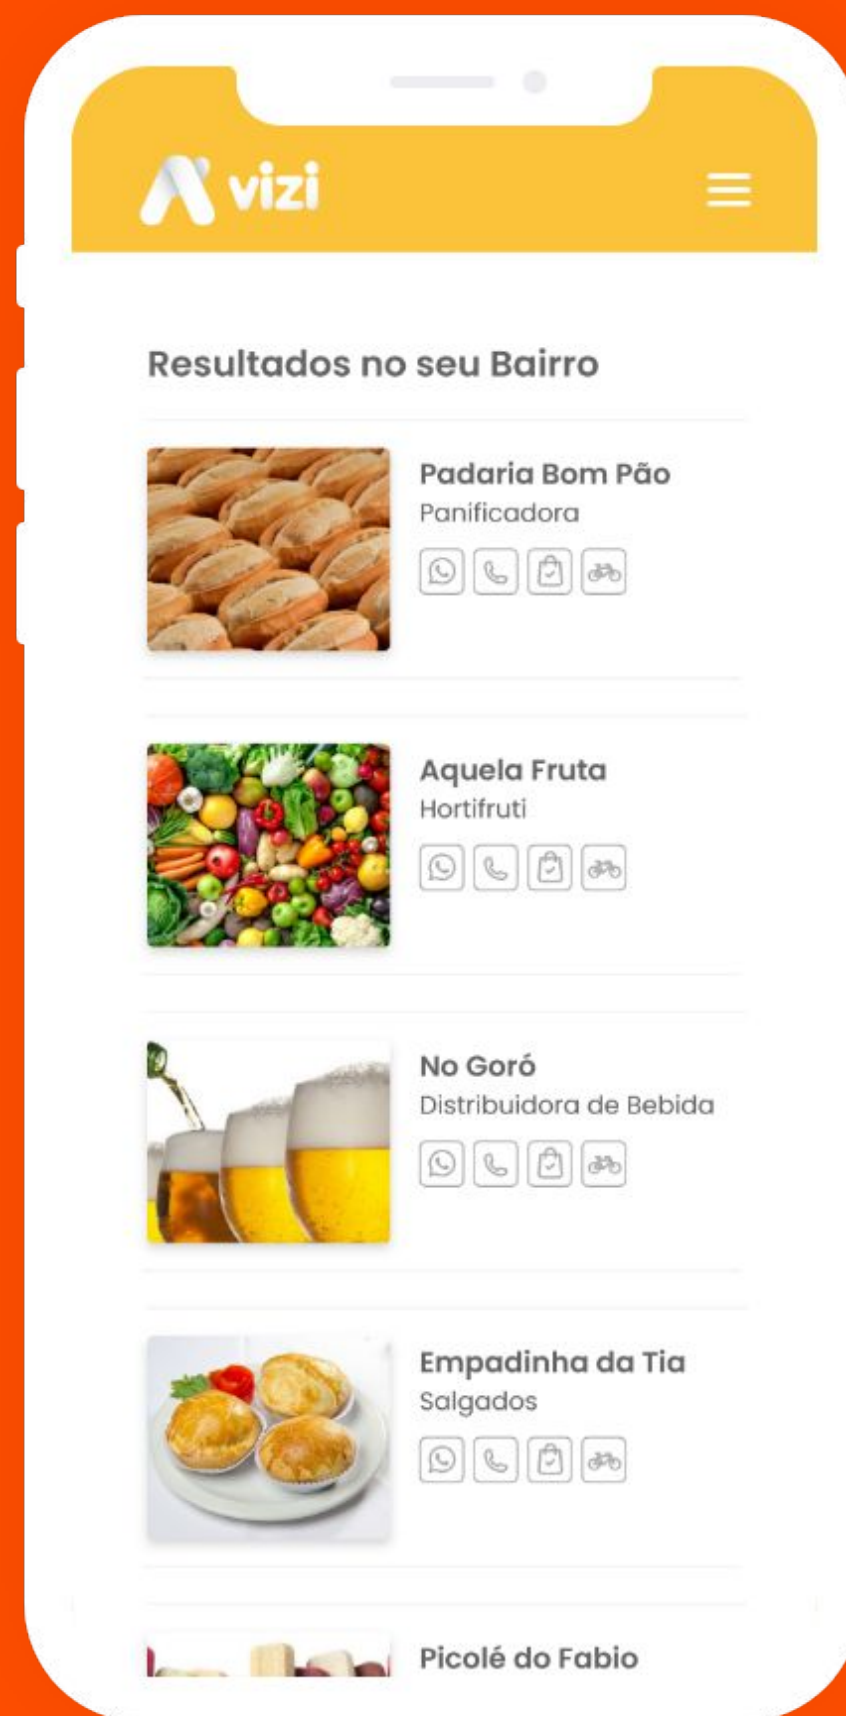 vizi
Resultados no seu Bairro
Padaria Bom Pão
Panificadora
Aquela Fruta
Hortifruti
No Goró
Distribuidora de Bebida
Empadinha da Tia
Salgados
Picolé do Fabio